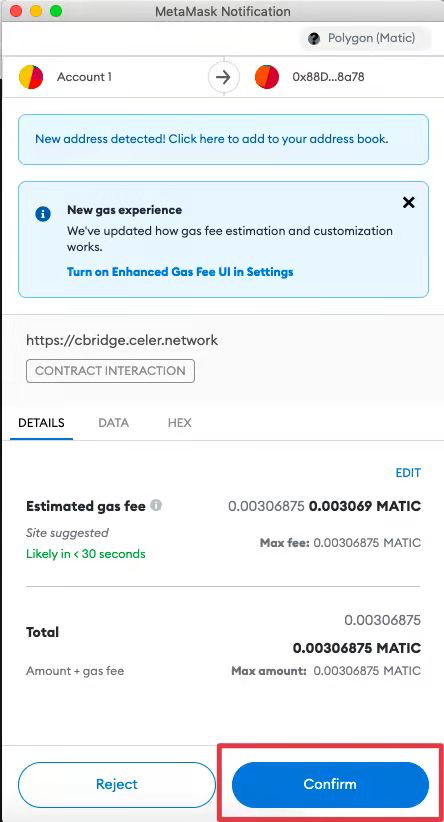 MetaMask Notification
Polygon (Matic)
Account 1
0x88D...8a78
New address detected! Click here to add to your address book.
New gas experience
We've updated how gas fee estimation and customization
works.
Turn on Enhanced Gas Fee UI in Settings
https://cbridge.celer.network
CONTRACT INTERACTION
DETAILS
DATA
HEX
EDIT
Estimated gas fee
0.00306875 0.003069 MATIC
Site suggested
Max fee: 0.00306875 MATIC
Likely in < 30 seconds
0.00306875
Total
0.00306875 MATIC
Amount + gas fee
Max amount: 0.00306875 MATIC
Reject
Confirm